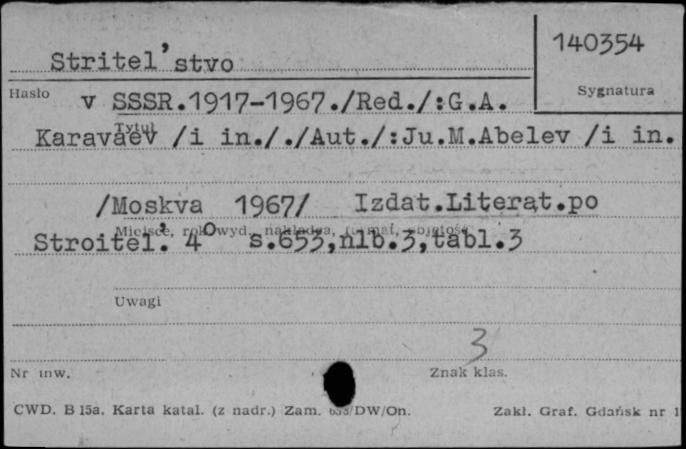 140354
Stritel'stvo
Hasło
Sygnatura
v SSSR.1917-1967./Red./:G.A.
Tytuł
Karavaev /i in././Aut./:Ju.M.Abelev /i in.
/Moskva 1967/ Izdat.Literat.po
Miejsce, rok wyd., nakładca, format, objętość
Stroitel'. 4° s.653,nlb.3,tabl.3
Uwagi
3
Nr inw.
Znak klas.
CWD. B 15a. Karta katal. (z nadr.) Zam. /DW/On.
Zakł. Graf. Gdańsk nr 1